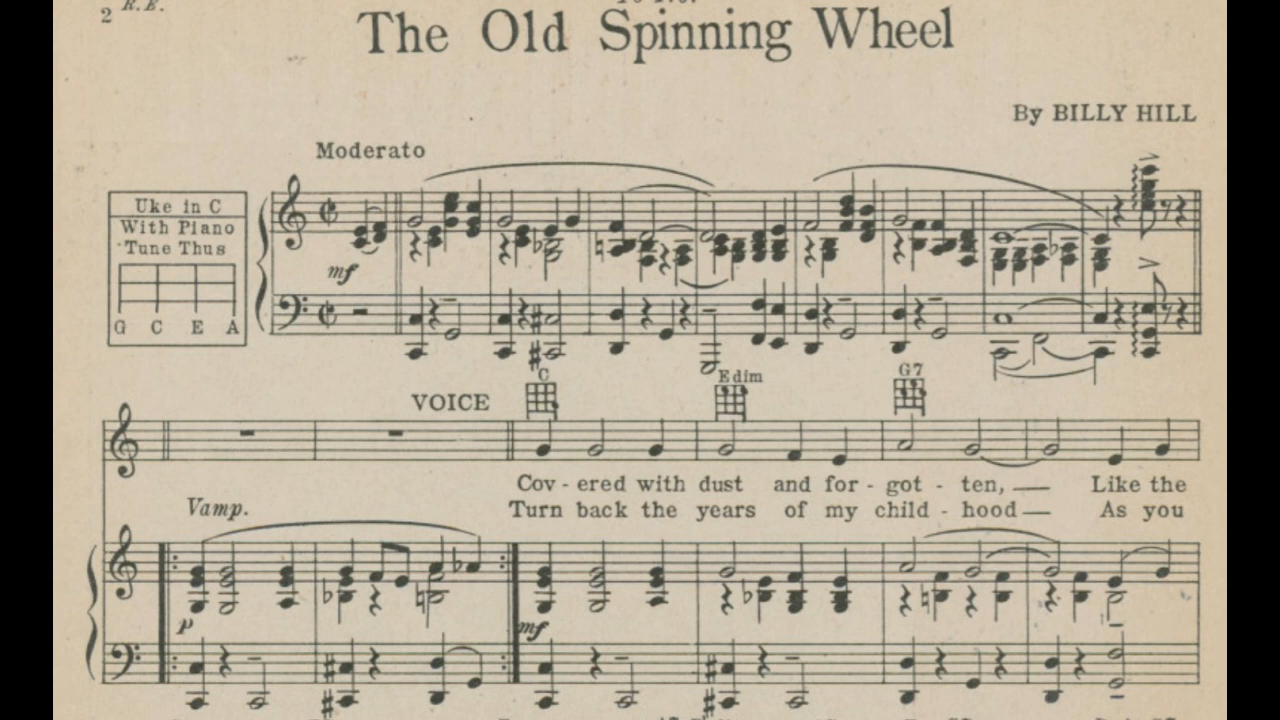 2 R.E.
The Old Spinning Wheel
By BILLY HILL
Moderato
Uke in C
With Piano
Tune Thus
G C E A
mf
C Edim G7
VOICE
Cov - ered with dust and for - got - ten, Like the
Turn back the years of my child - hood As you
Vamp.
p mf